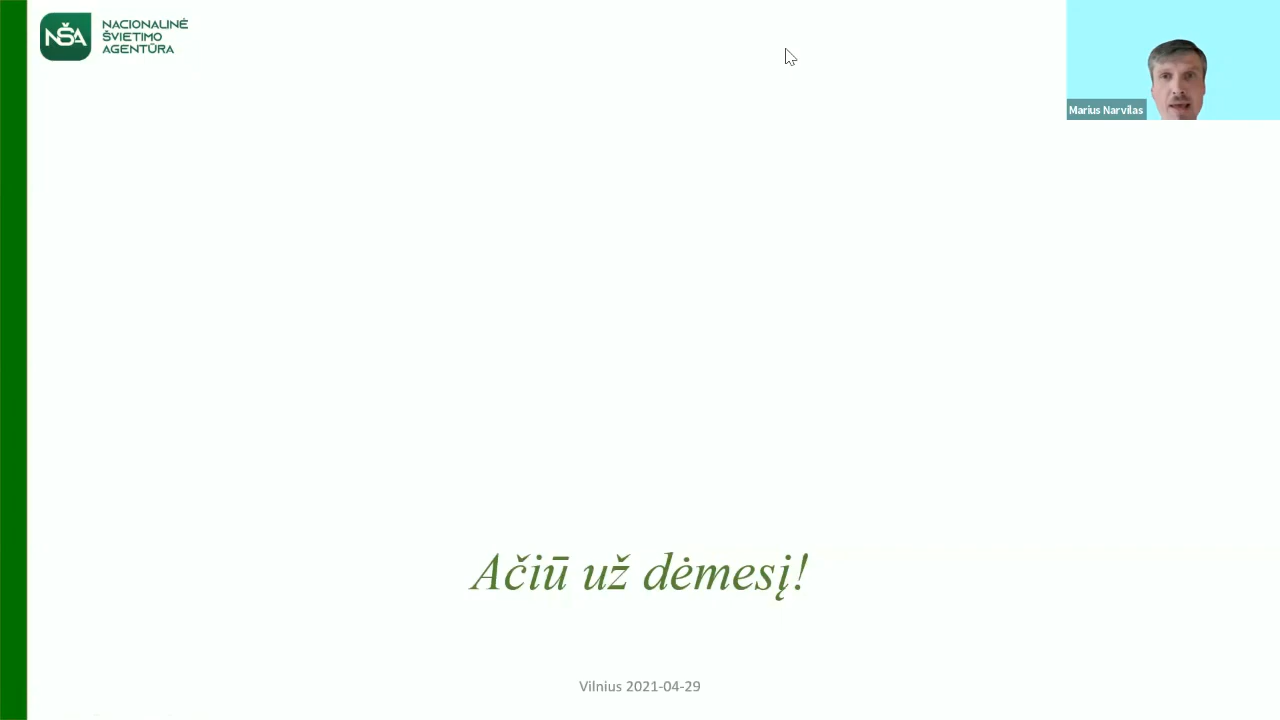 NŠA
NACIONALINĖ
ŠVIETIMO
AGENTŪRA
Marius Narvilas
Ačiū už dėmesį!
Vilnius 2021-04-29